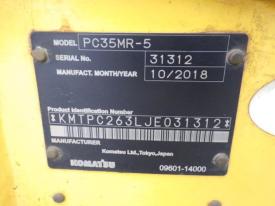 MODEL PC35MR-5
SERIAL NO. 31312
MANUFACT. MONTH/YEAR 10/2018
Product Identification Number
*KMTPC263LJE031312*
MANUFACTURER
Komatsu Ltd.,Tokyo,Japan
KOMATSU 09601-14000